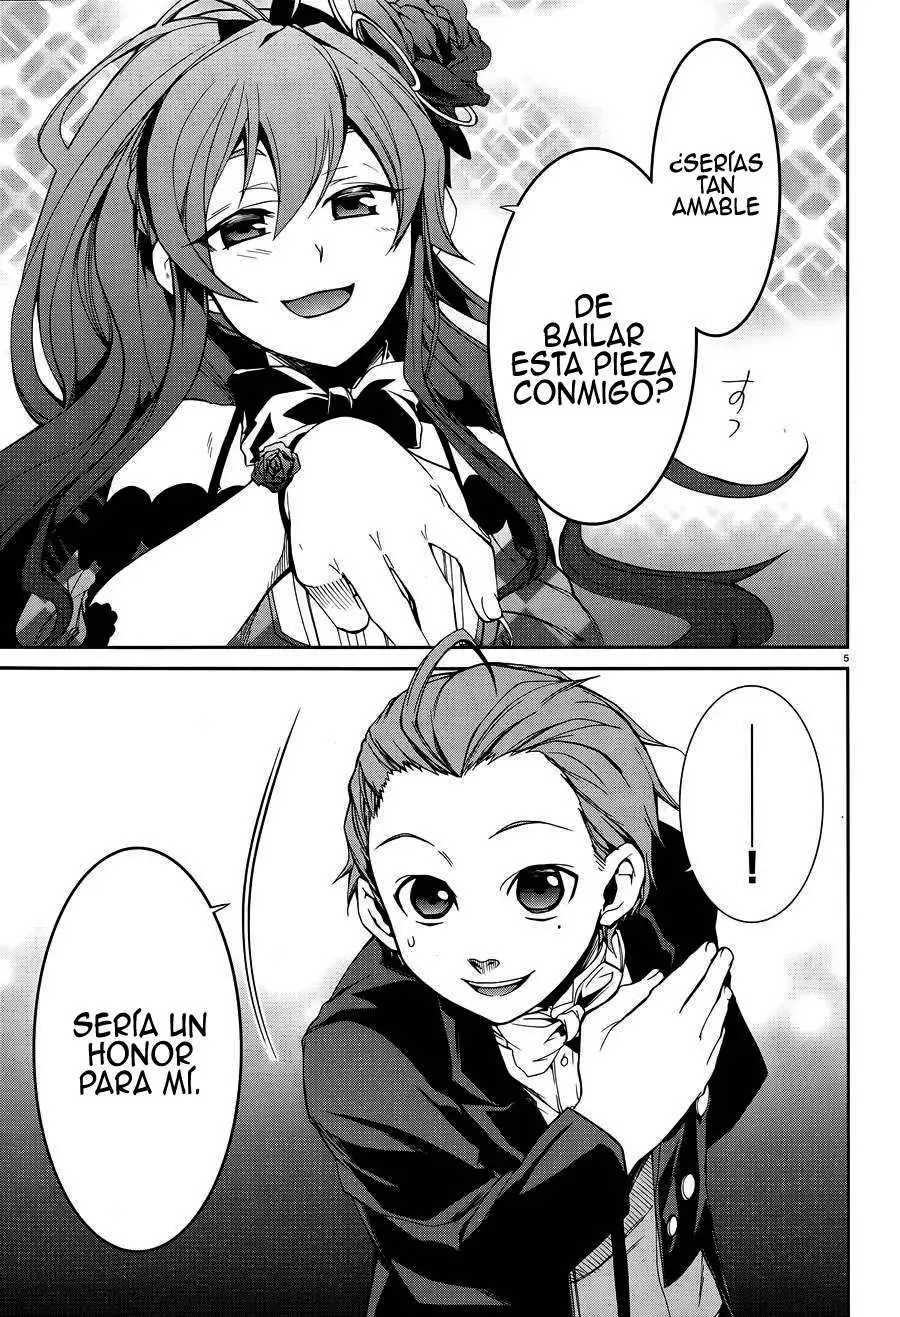 ¿SERÍAS
TAN
AMABLE
DE
BAILAR
ESTA PIEZA
CONMIGO?
すっ
5
—!
SERÍA UN
HONOR
PARA MÍ.